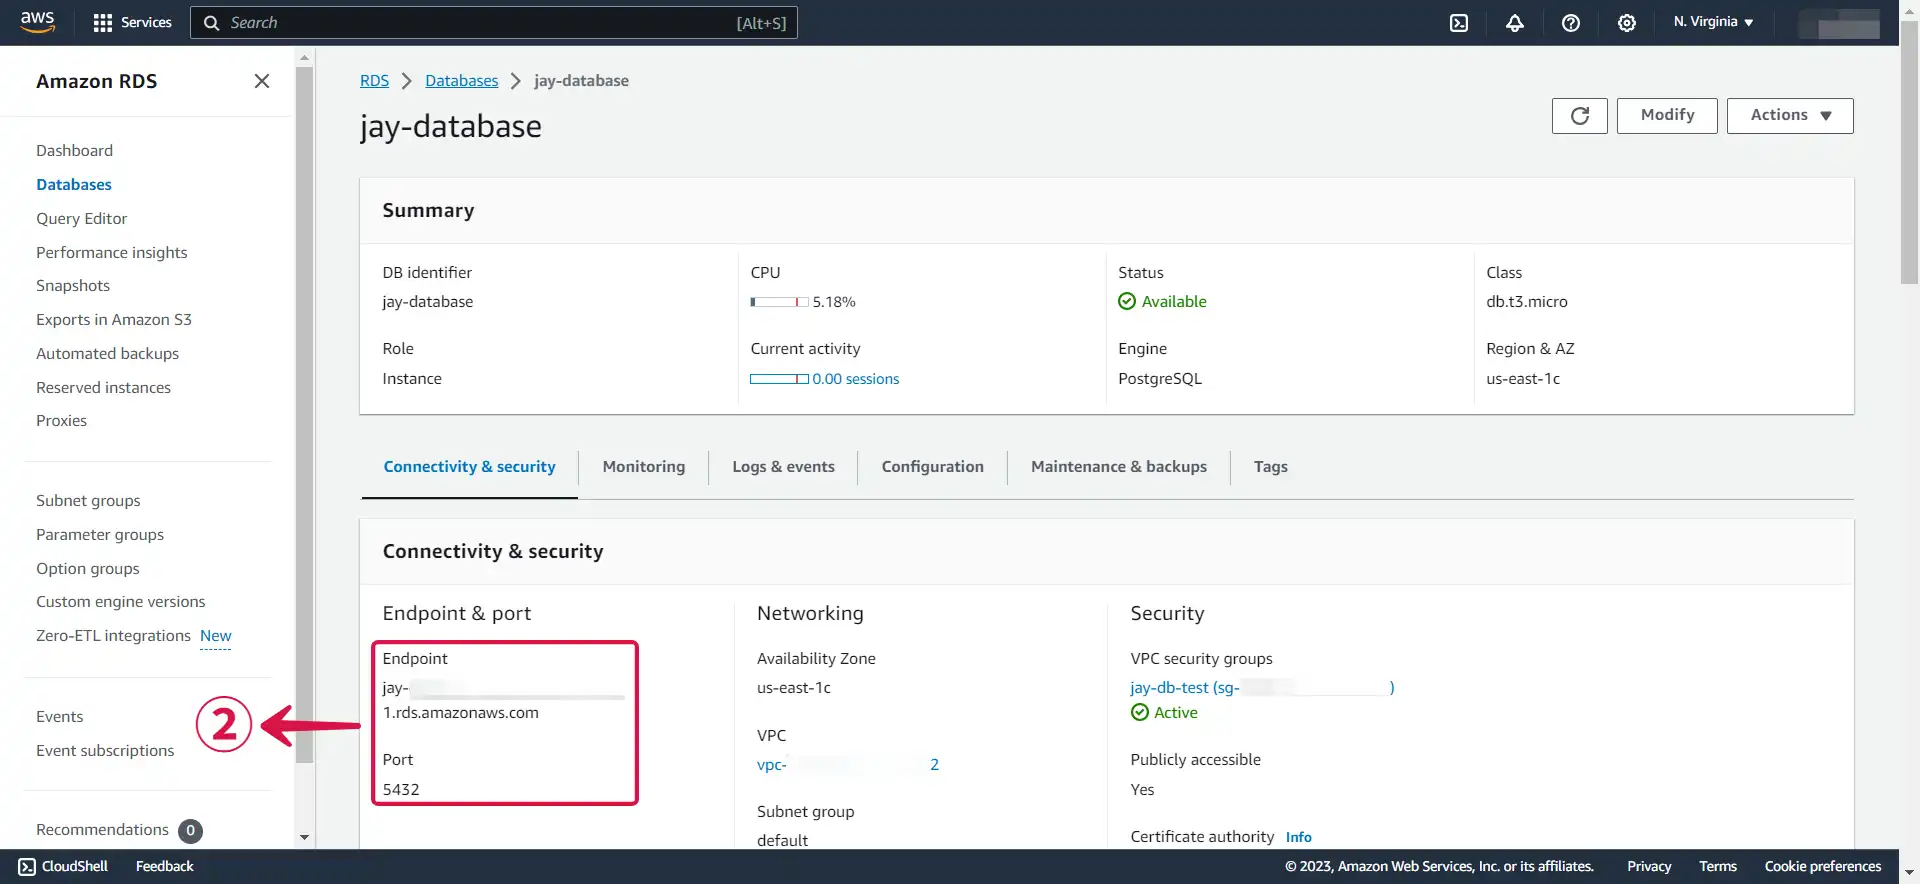 aws
Services
Search
[Alt+S]
N. Virginia
Amazon RDS
Dashboard
Databases
Query Editor
Performance insights
Snapshots
Exports in Amazon S3
Automated backups
Reserved instances
Proxies
Subnet groups
Parameter groups
Option groups
Custom engine versions
Zero-ETL integrations New
Events
Event subscriptions
Recommendations 0
2
RDS > Databases > jay-database
jay-database
Modify
Actions
Summary
DB identifier
jay-database
CPU
5.18%
Status
Available
Class
db.t3.micro
Role
Instance
Current activity
0.00 sessions
Engine
PostgreSQL
Region & AZ
us-east-1c
Connectivity & security
Monitoring
Logs & events
Configuration
Maintenance & backups
Tags
Connectivity & security
Endpoint & port
Endpoint
jay-
1.rds.amazonaws.com
Port
5432
Networking
Availability Zone
us-east-1c
VPC
vpc- 2
Subnet group
default
Security
VPC security groups
jay-db-test (sg- )
Active
Publicly accessible
Yes
Certificate authority Info
CloudShell
Feedback
© 2023, Amazon Web Services, Inc. or its affiliates.
Privacy
Terms
Cookie preferences